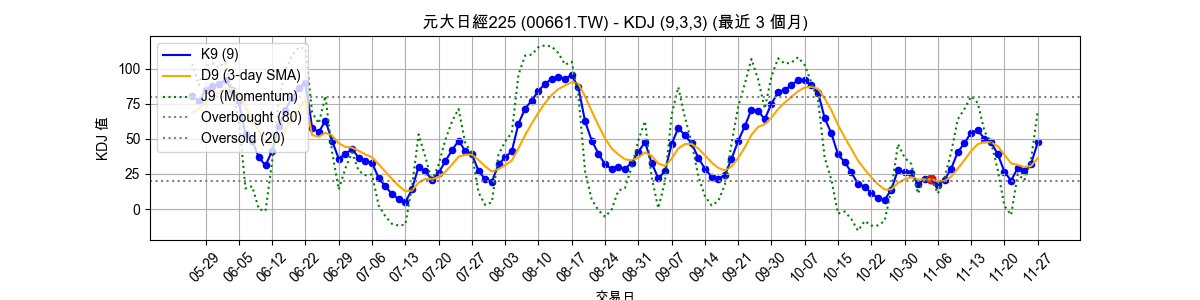 元大日經225 (00661.TW) - KDJ (9,3,3) (最近 3 個月)
K9 (9)
D9 (3-day SMA)
J9 (Momentum)
Overbought (80)
Oversold (20)
KDJ 值
100
75
50
25
0
05-29 06-05 06-12 06-22 06-29 07-06 07-13 07-20 07-27 08-03 08-10 08-17 08-24 08-31 09-07 09-14 09-21 09-30 10-07 10-15 10-22 10-30 11-06 11-13 11-20 11-27
交易日